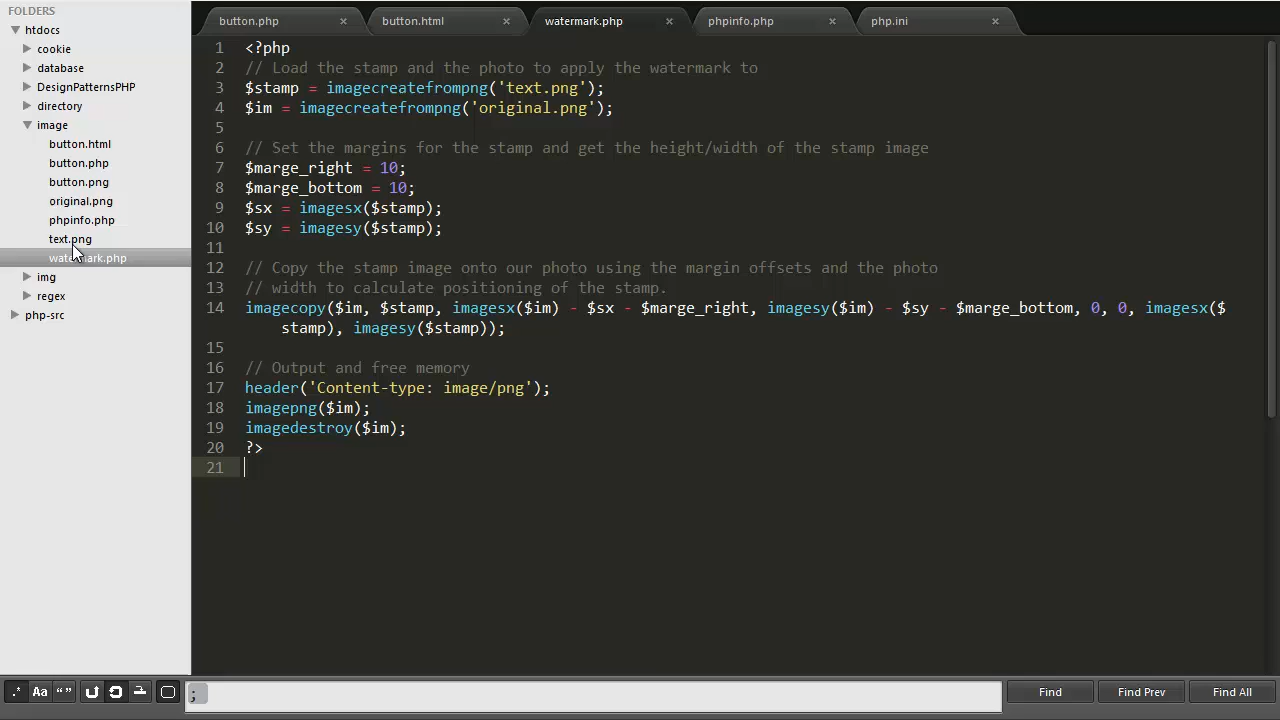 FOLDERS
htdocs
cookie
database
DesignPatternsPHP
directory
image
button.html
button.php
button.png
original.png
phpinfo.php
text.png
watermark.php
img
regex
php-src
button.php × button.html × watermark.php × phpinfo.php × php.ini ×
1 <?php
2 // Load the stamp and the photo to apply the watermark to
3 $stamp = imagecreatefrompng('text.png');
4 $im = imagecreatefrompng('original.png');
5
6 // Set the margins for the stamp and get the height/width of the stamp image
7 $marge_right = 10;
8 $marge_bottom = 10;
9 $sx = imagesx($stamp);
10 $sy = imagesy($stamp);
11
12 // Copy the stamp image onto our photo using the margin offsets and the photo
13 // width to calculate positioning of the stamp.
14 imagecopy($im, $stamp, imagesx($im) - $sx - $marge_right, imagesy($im) - $sy - $marge_bottom, 0, 0, imagesx($
stamp), imagesy($stamp));
15
16 // Output and free memory
17 header('Content-type: image/png');
18 imagepng($im);
19 imagedestroy($im);
20 ?>
21
.* Aa “” ; Find Find Prev Find All